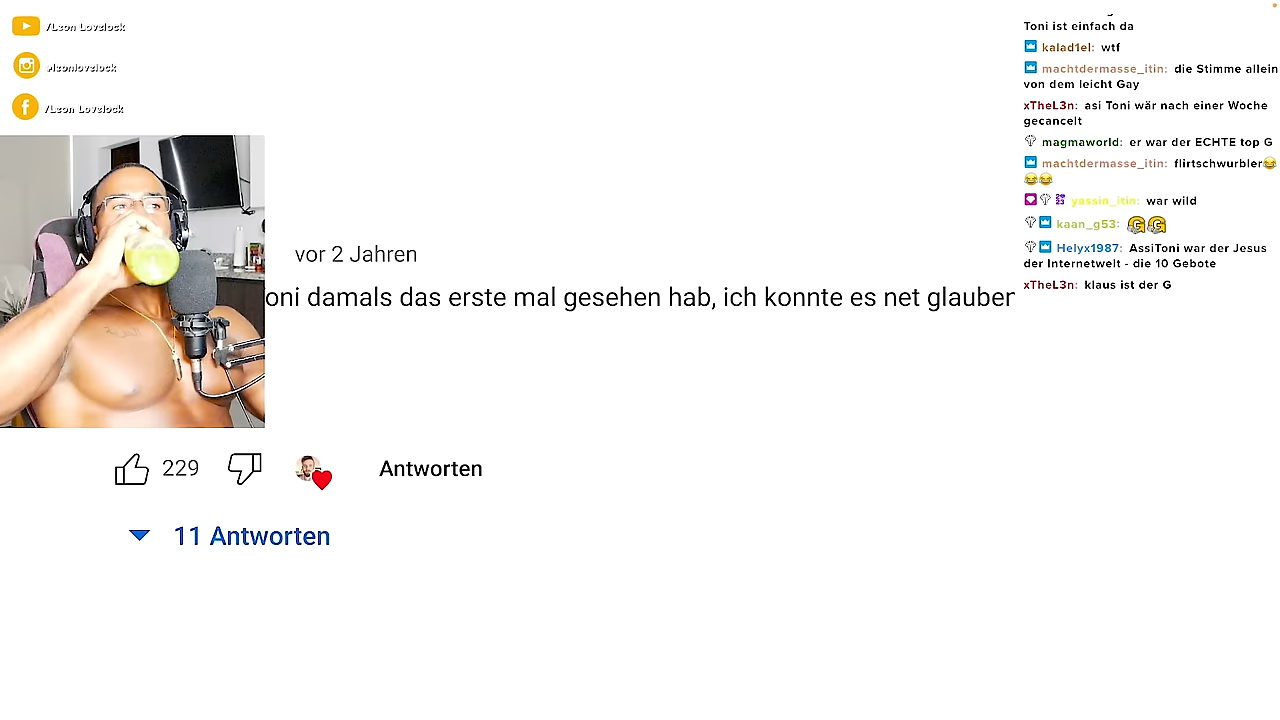 /Leon Lovelock
@leonlovelock
/Leon Lovelock
vor 2 Jahren
oni damals das erste mal gesehen hab, ich konnte es net glauben
229
Antworten
11 Antworten
Toni ist einfach da
kalad1el: wtf
machtdermasse_itin: die Stimme allein
von dem leicht Gay
xTheL3n: asi Toni wär nach einer Woche
gecancelt
magmaworld: er war der ECHTE top G
machtdermasse_itin: flirtschwurbler😂
😂😂
yassin_itin: war wild
kaan_g53:
Helyx1987: AssiToni war der Jesus
der Internetwelt - die 10 Gebote
xTheL3n: klaus ist der G